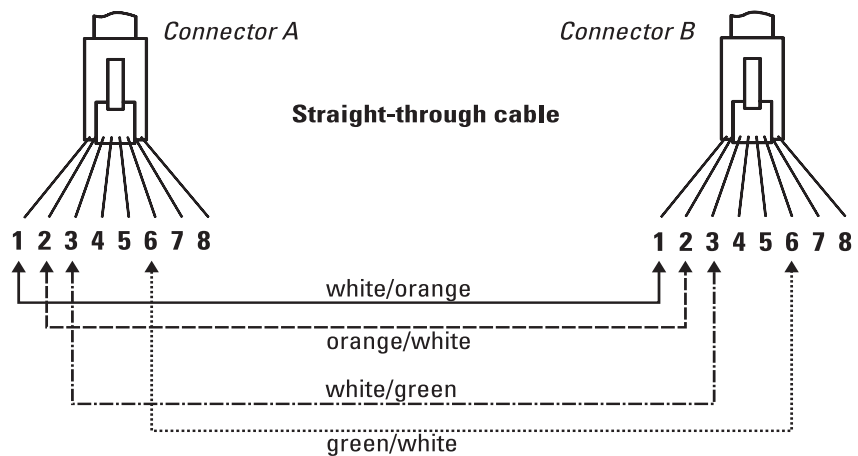 Connector A
Connector B
Straight-through cable
1 2 3 4 5 6 7 8
1 2 3 4 5 6 7 8
white/orange
orange/white
white/green
green/white